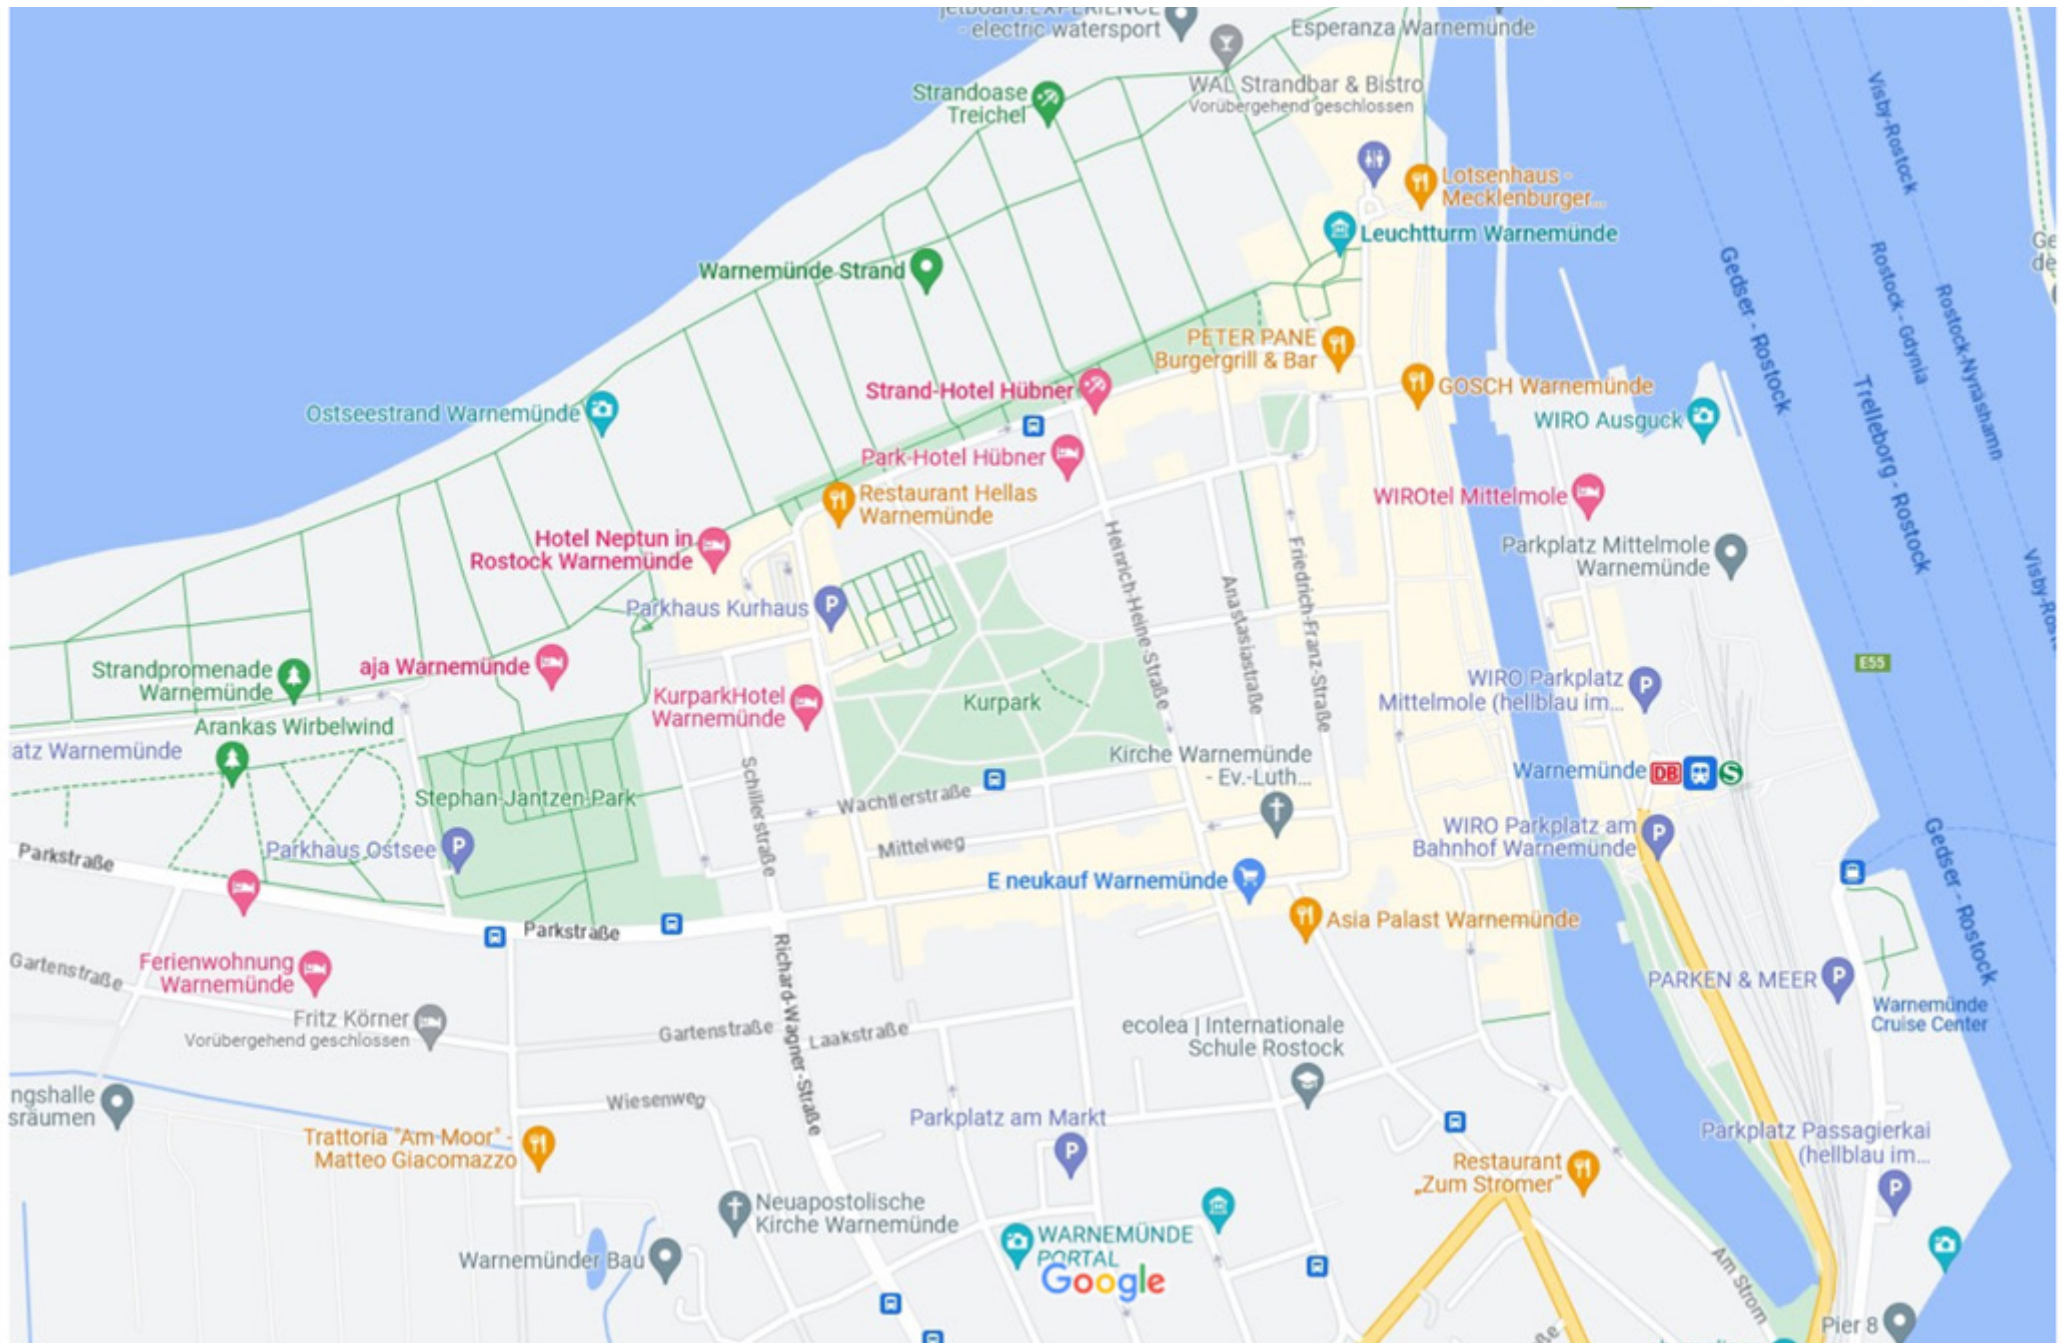 jetboard.EXPERIENCE
- electric watersport
Esperanza Warnemünde
WAL Strandbar & Bistro
Vorübergehend geschlossen
Strandoase
Treichel
Visby-Rostock
Lotsenhaus -
Mecklenburger...
Leuchtturm Warnemünde
Ge
de
Warnemünde Strand
Gedser - Rostock
Rostock - Gdynia
Rostock-Nynäshamn
PETER PANE
Burgergrill & Bar
Strand-Hotel Hübner
GOSCH Warnemünde
Ostseestrand Warnemünde
WIRO Ausguck
Trelleborg - Rostock
Park-Hotel Hübner
Restaurant Hellas
Warnemünde
WIROtel Mittelmole
Hotel Neptun in
Rostock Warnemünde
Heinrich-Heine-Straße
Friedrich-Franz-Straße
Parkplatz Mittelmole
Warnemünde
Anastasiastraße
Parkhaus Kurhaus
E55
Strandpromenade
Warnemünde
aja Warnemünde
KurparkHotel
Warnemünde
Kurpark
WIRO Parkplatz
Mittelmole (hellblau im...
Arankas Wirbelwind
atz Warnemünde
Kirche Warnemünde
- Ev.-Luth...
Warnemünde DB S
Stephan-Jantzen-Park
Schillerstraße
Wachtlerstraße
Parkstraße
Parkhaus Ostsee P
Mittelweg
WIRO Parkplatz am
Bahnhof Warnemünde
Gedser - Rostock
E neukauf Warnemünde
Parkstraße
Asia Palast Warnemünde
Gartenstraße
Ferienwohnung
Warnemünde
Richard-Wagner-Straße
PARKEN & MEER
Warnemünde
Cruise Center
Fritz Körner
Vorübergehend geschlossen
Gartenstraße
Laakstraße
ecolea | Internationale
Schule Rostock
ngshalle
sräumen
Wiesenweg
Parkplatz am Markt
Trattoria "Am Moor" -
Matteo Giacomazzo
Parkplatz Passagierkai
(hellblau im...
Restaurant
„Zum Stromer”
Neuapostolische
Kirche Warnemünde
WARNEMÜNDE
PORTAL
Warnemünder Bau
Google
Am Strom
Pier 8